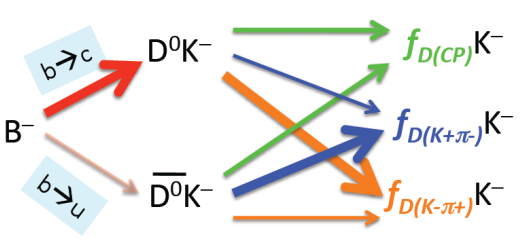 b→c
D⁰K⁻
f_D(CP)K⁻
B⁻
f_D(K+π-)K⁻
b→u
D̅⁰K⁻
f_D(K-π+)K⁻